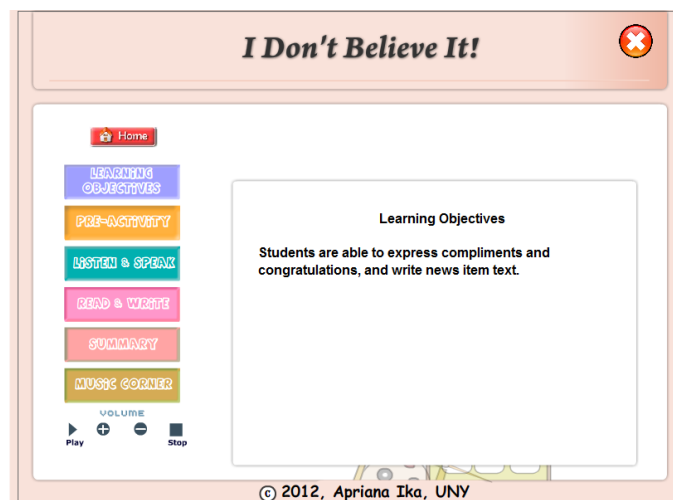 I Don't Believe It!
Home
LEARNING
OBJECTIVES
PRE-ACTIVITY
LISTEN & SPEAK
READ & WRITE
SUMMARY
MUSIC CORNER
VOLUME
Play
Stop
Learning Objectives
Students are able to express compliments and
congratulations, and write news item text.
© 2012, Apriana Ika, UNY